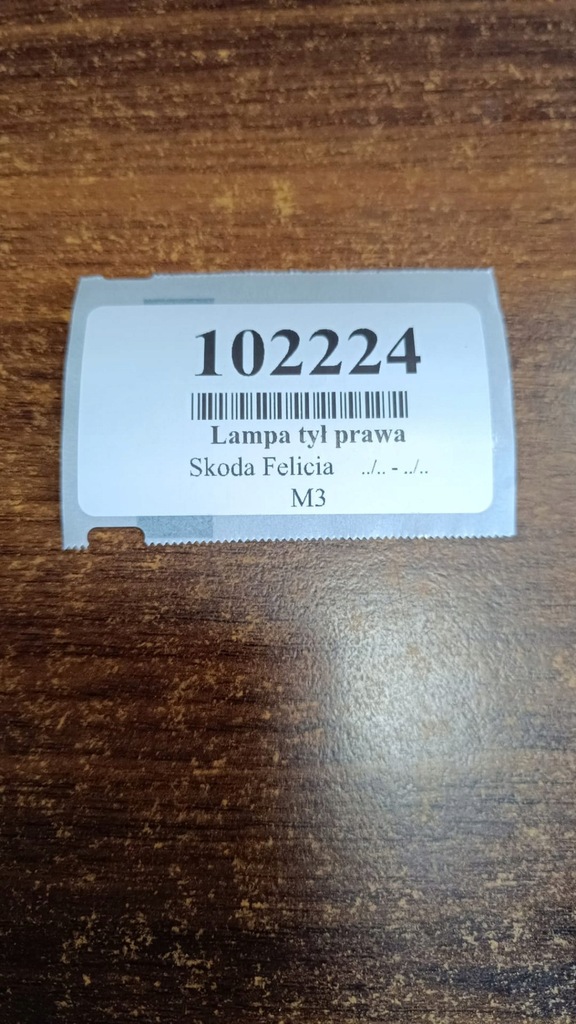 102224
Lampa tył prawa
Skoda Felicia ../.. - ../..
M3